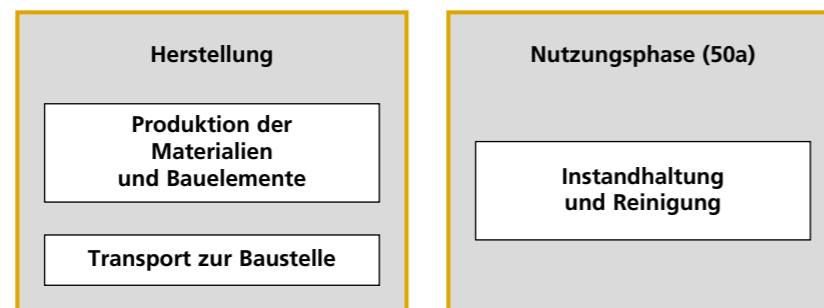 Herstellung
Produktion der
Materialien
und Bauelemente
Transport zur Baustelle
Nutzungsphase (50a)
Instandhaltung
und Reinigung